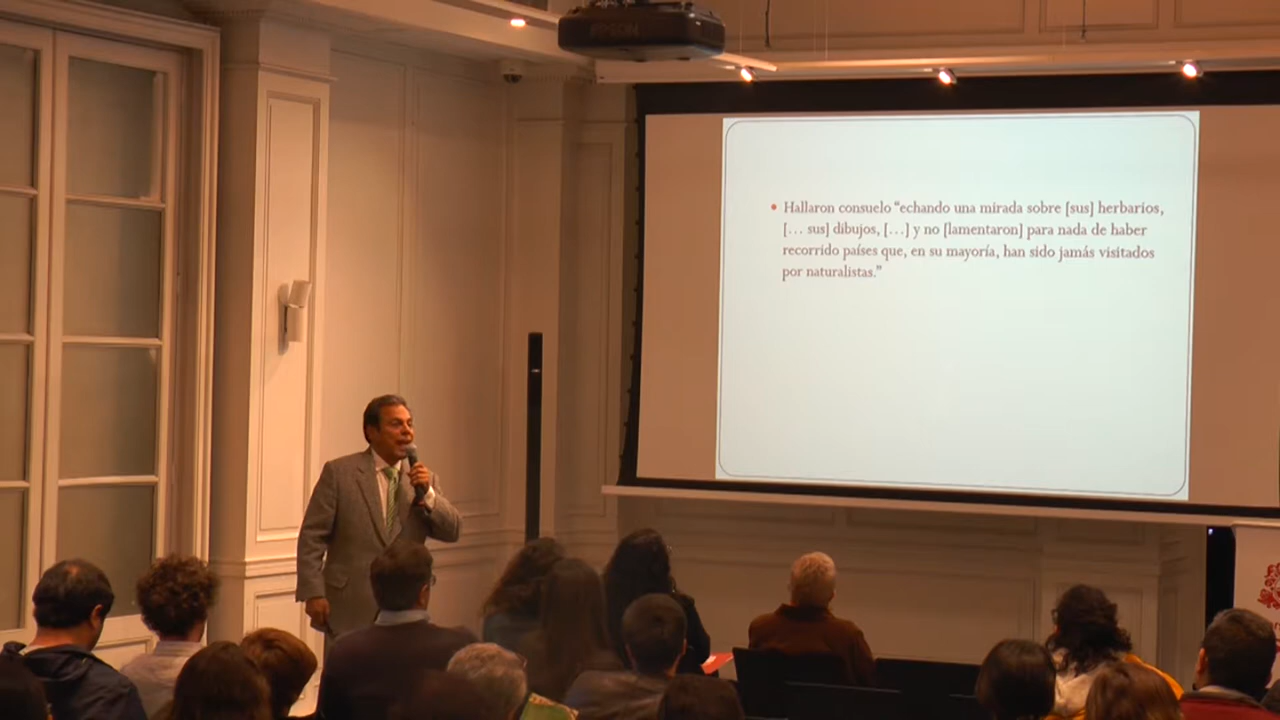 EPSON
• Hallaron consuelo “echando una mirada sobre [sus] herbarios,
[… sus] dibujos, […] y no [lamentaron] para nada de haber
recorrido países que, en su mayoría, han sido jamás visitados
por naturalistas.”